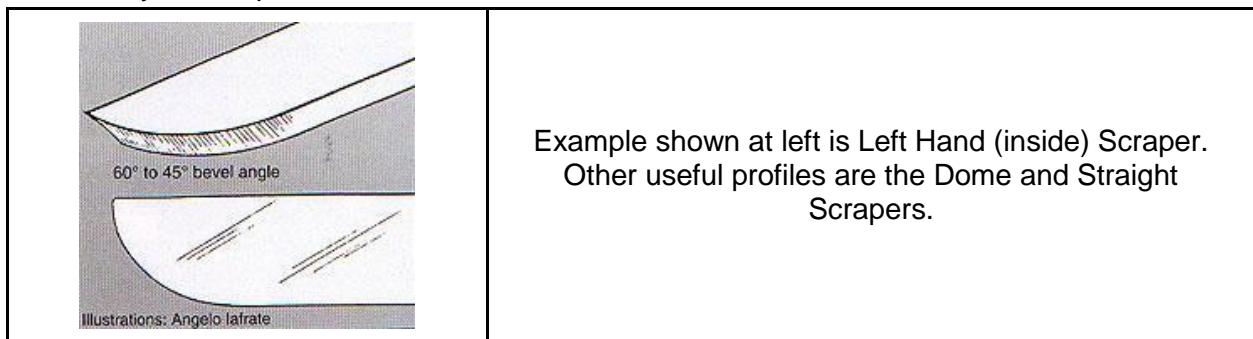 60° to 45° bevel angle
Illustrations: Angelo Iafrate
Example shown at left is Left Hand (inside) Scraper.
Other useful profiles are the Dome and Straight
Scrapers.